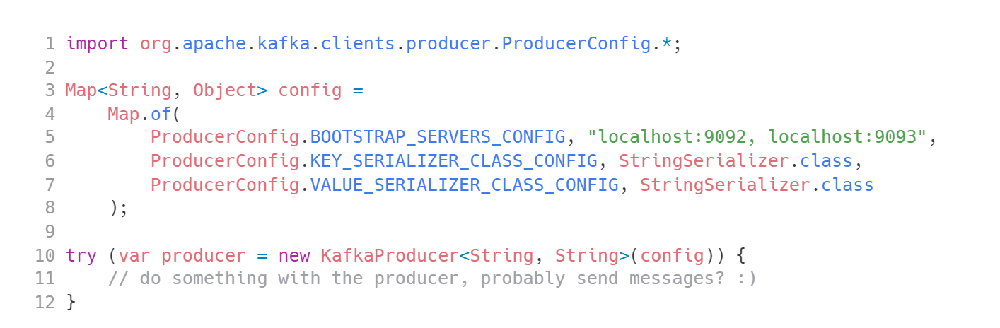 1 import org.apache.kafka.clients.producer.ProducerConfig.*;
2
3 Map<String, Object> config =
4     Map.of(
5         ProducerConfig.BOOTSTRAP_SERVERS_CONFIG, "localhost:9092, localhost:9093",
6         ProducerConfig.KEY_SERIALIZER_CLASS_CONFIG, StringSerializer.class,
7         ProducerConfig.VALUE_SERIALIZER_CLASS_CONFIG, StringSerializer.class
8     );
9
10 try (var producer = new KafkaProducer<String, String>(config)) {
11     // do something with the producer, probably send messages? :)
12 }